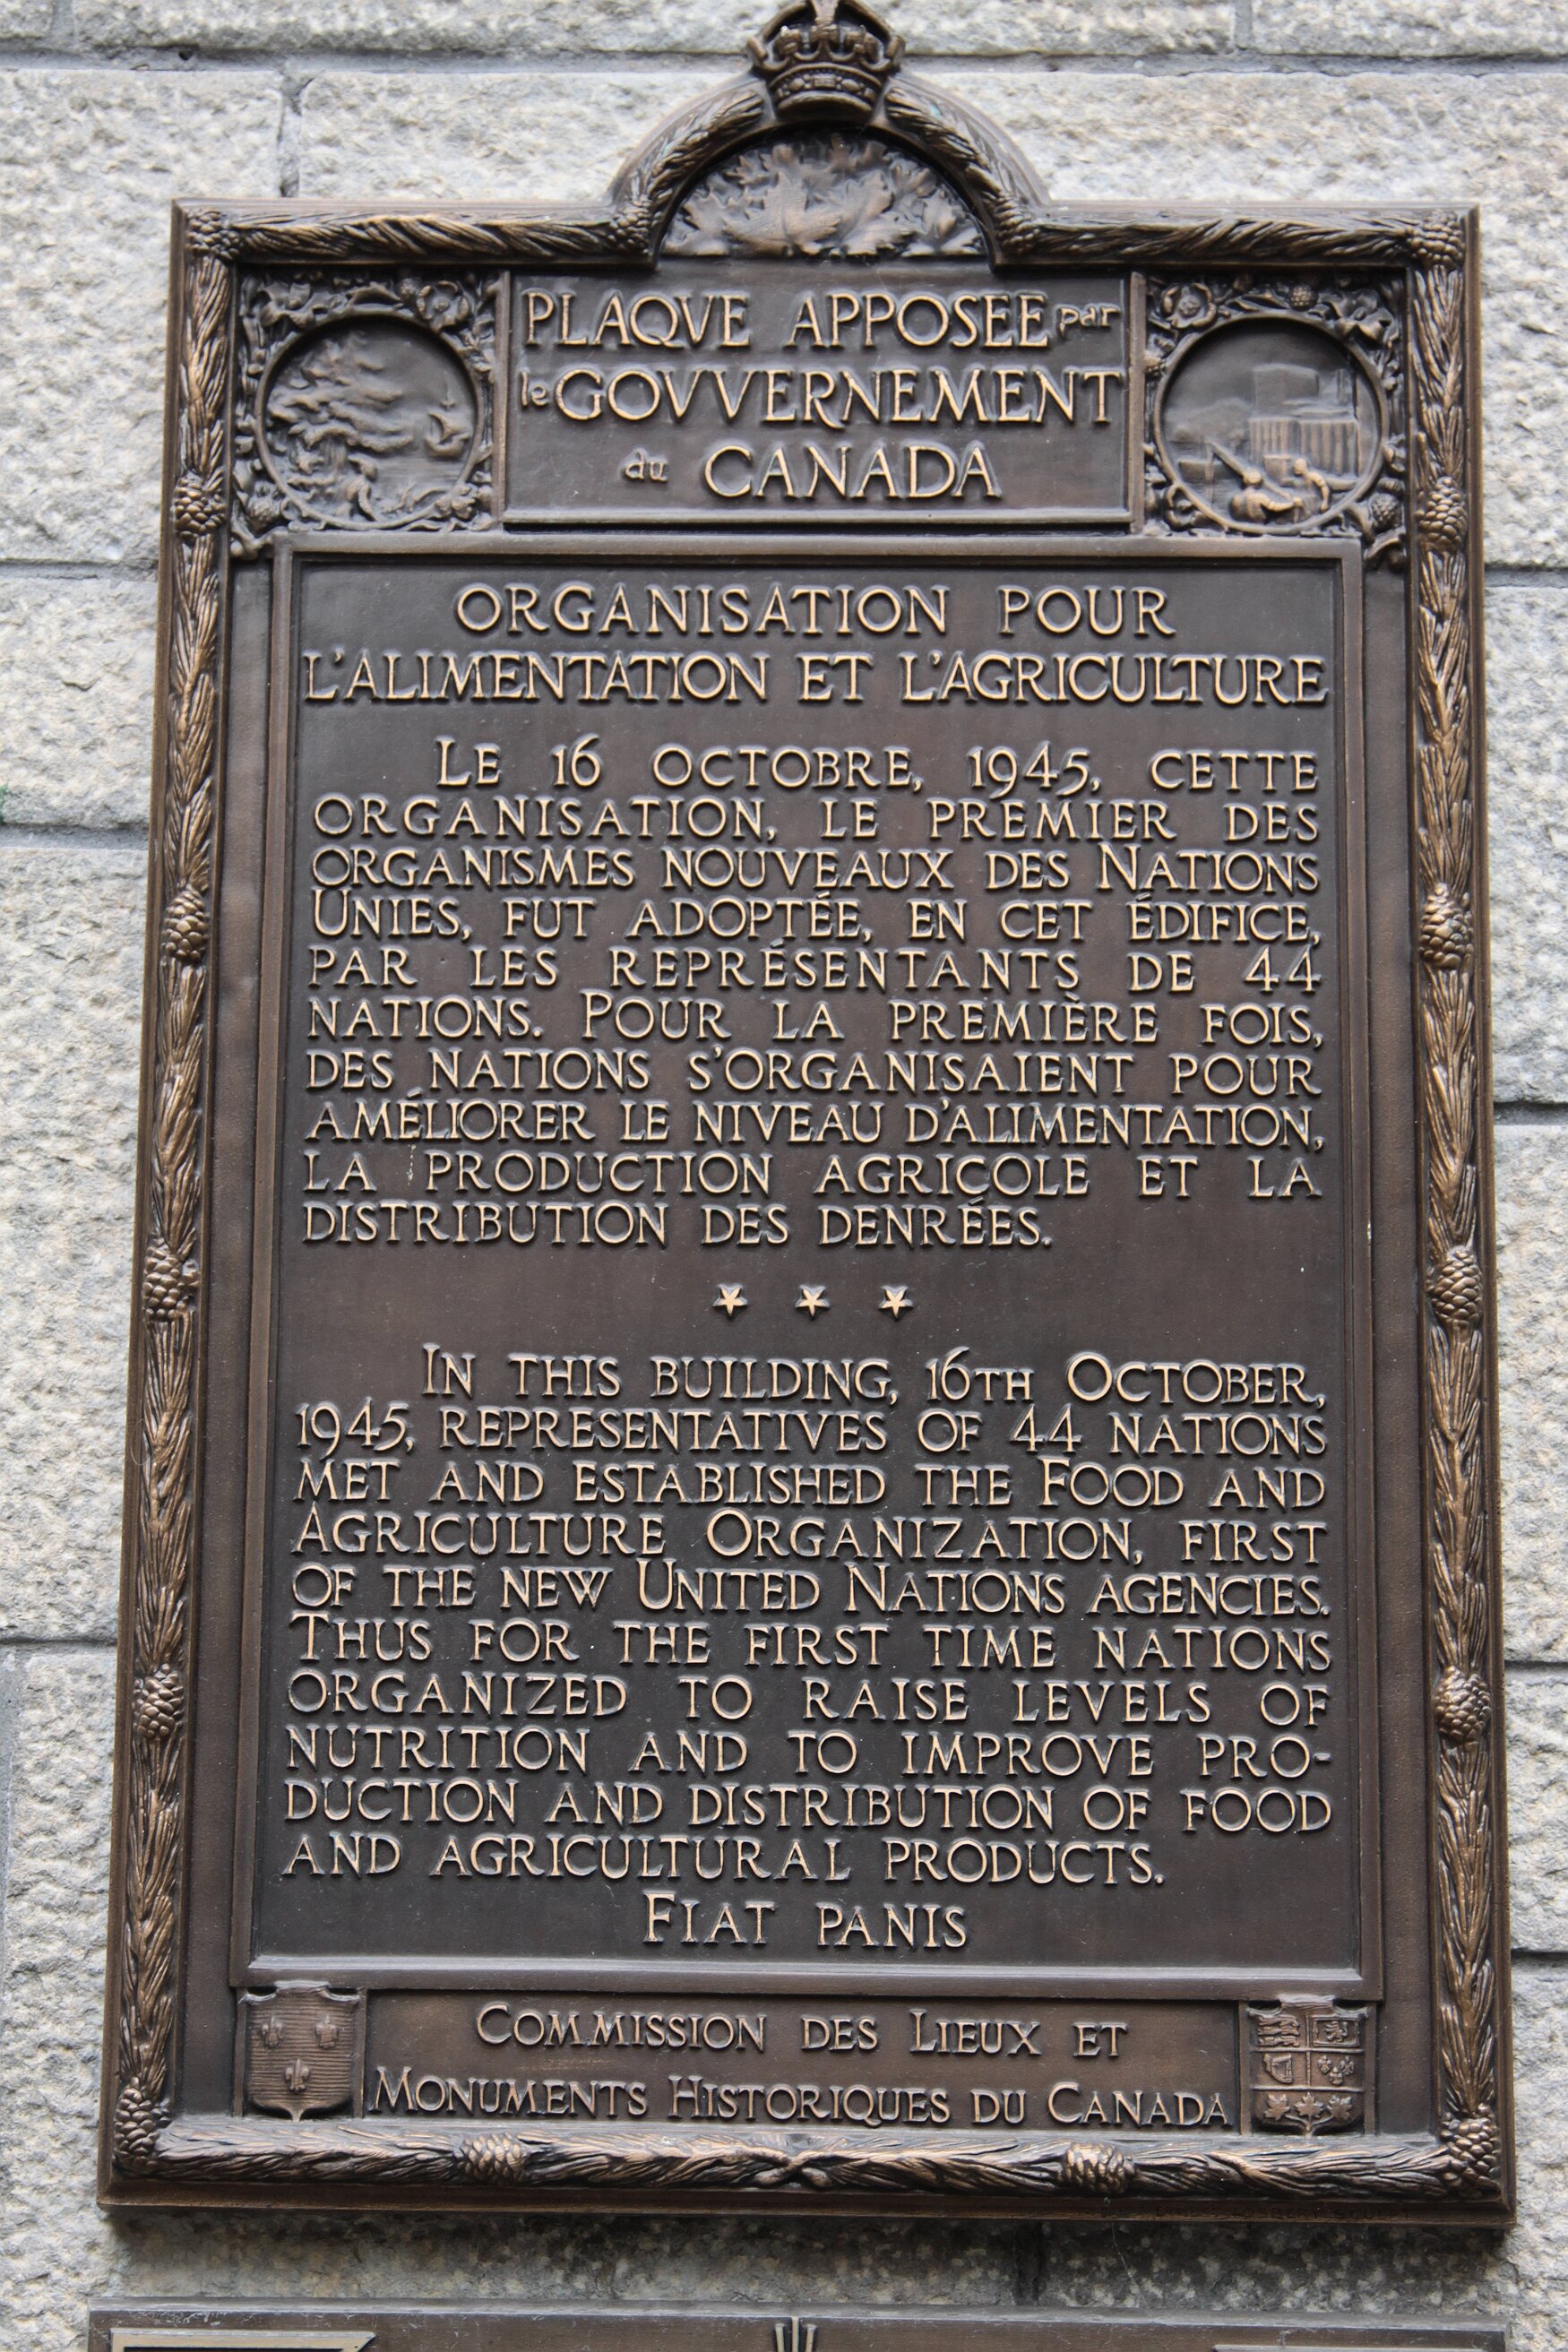 PLAQVE APPOSEE par
le GOVVERNEMENT
du CANADA
ORGANISATION POUR
L'ALIMENTATION ET L'AGRICULTURE
LE 16 OCTOBRE, 1945, CETTE
ORGANISATION, LE PREMIER DES
ORGANISMES NOUVEAUX DES NATIONS
UNIES, FUT ADOPTÉE, EN CET ÉDIFICE,
PAR LES REPRÉSENTANTS DE 44
NATIONS. POUR LA PREMIÈRE FOIS,
DES NATIONS S'ORGANISAIENT POUR
AMÉLIORER LE NIVEAU D'ALIMENTATION,
LA PRODUCTION AGRICOLE ET LA
DISTRIBUTION DES DENRÉES.
IN THIS BUILDING, 16TH OCTOBER,
1945, REPRESENTATIVES OF 44 NATIONS
MET AND ESTABLISHED THE FOOD AND
AGRICULTURE ORGANIZATION, FIRST
OF THE NEW UNITED NATIONS AGENCIES.
THUS FOR THE FIRST TIME NATIONS
ORGANIZED TO RAISE LEVELS OF
NUTRITION AND TO IMPROVE PRO-
DUCTION AND DISTRIBUTION OF FOOD
AND AGRICULTURAL PRODUCTS.
FIAT PANIS
COMMISSION DES LIEUX ET
MONUMENTS HISTORIQUES DU CANADA